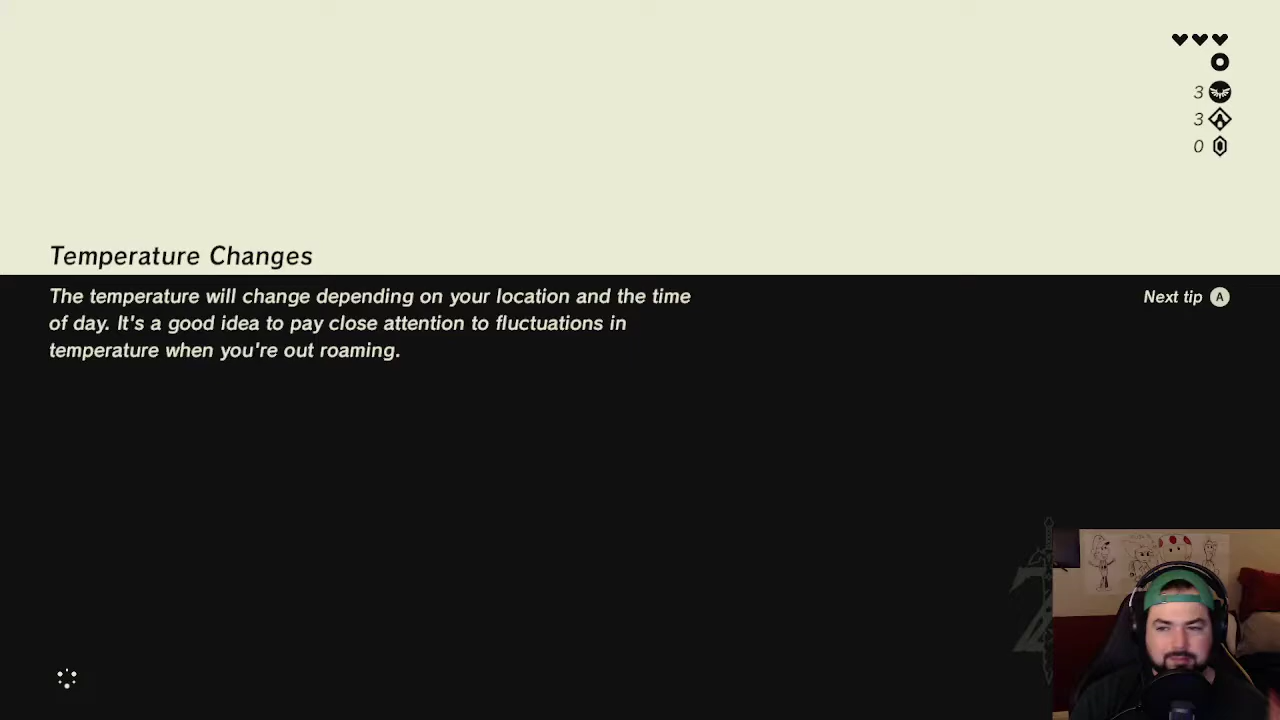 3
3
0
Temperature Changes
The temperature will change depending on your location and the time
of day. It's a good idea to pay close attention to fluctuations in
temperature when you're out roaming.
Next tip A
Z